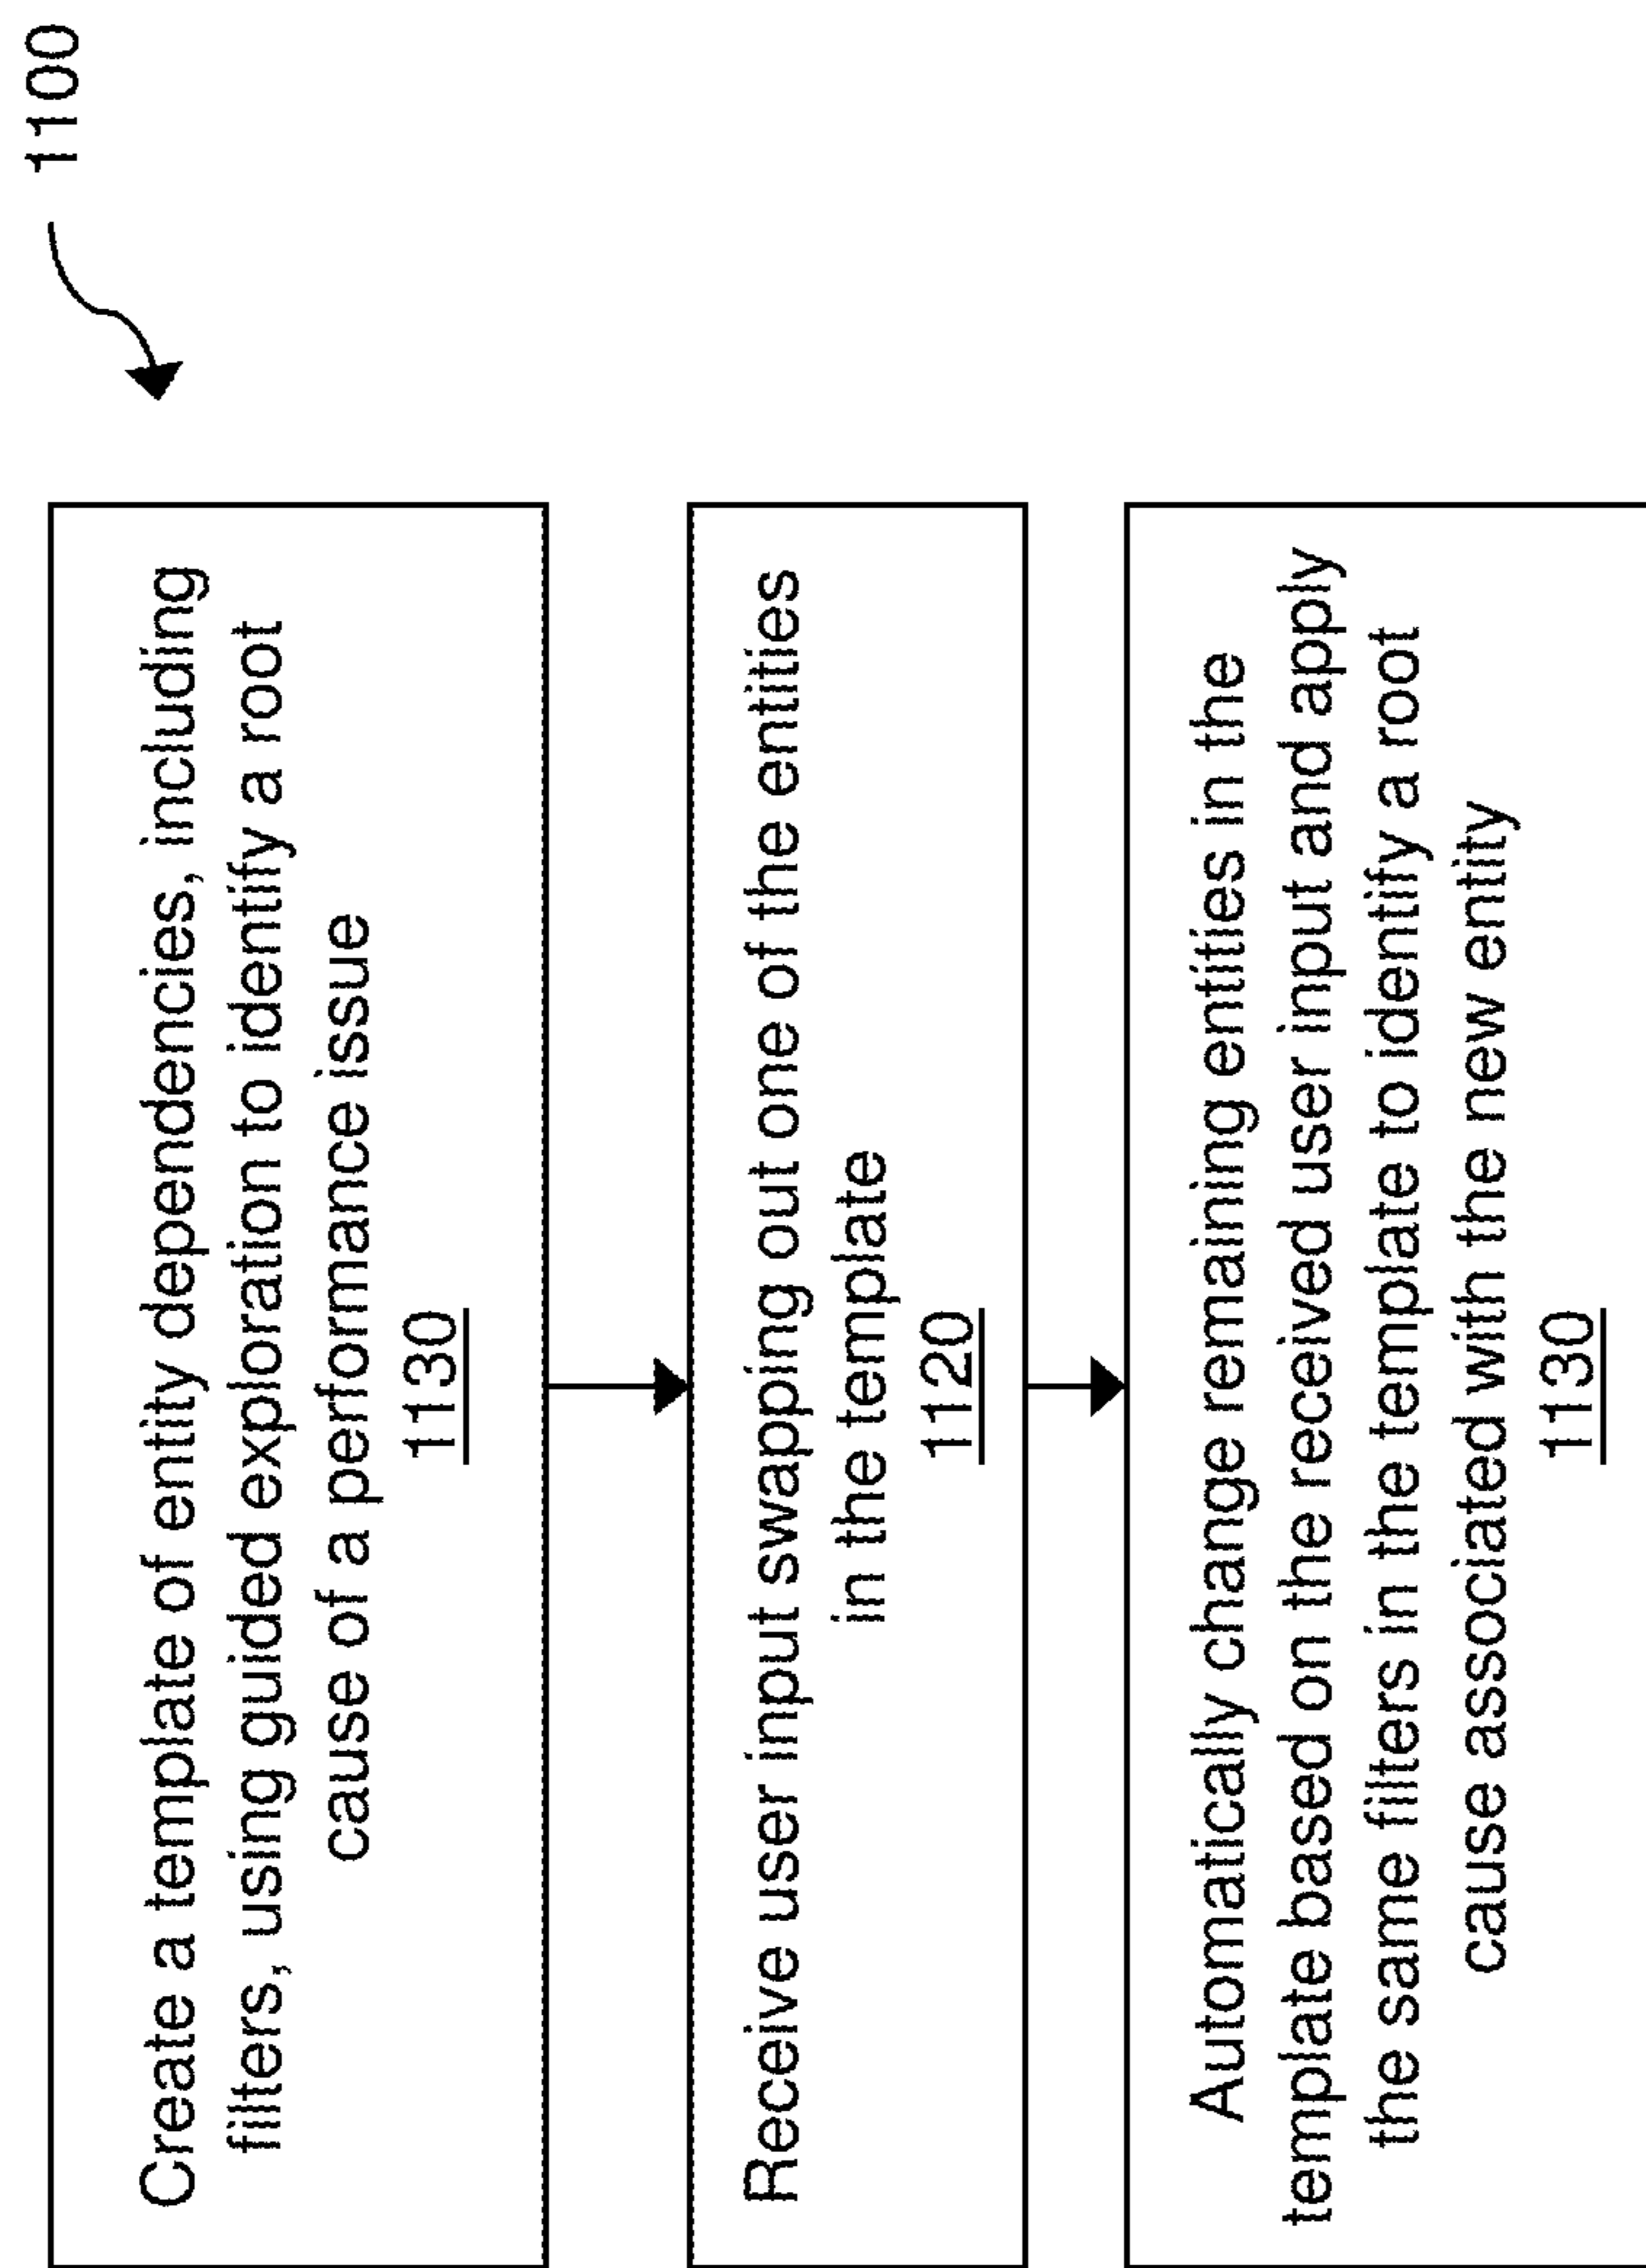 1100
Create a template of entity dependencies, including
filters, using guided exploration to identify a root
cause of a performance issue
1130
Receive user input swapping out one of the entities
in the template
1120
Automatically change remaining entities in the
template based on the received user input and apply
the same filters in the template to identify a root
cause associated with the new entity
1130